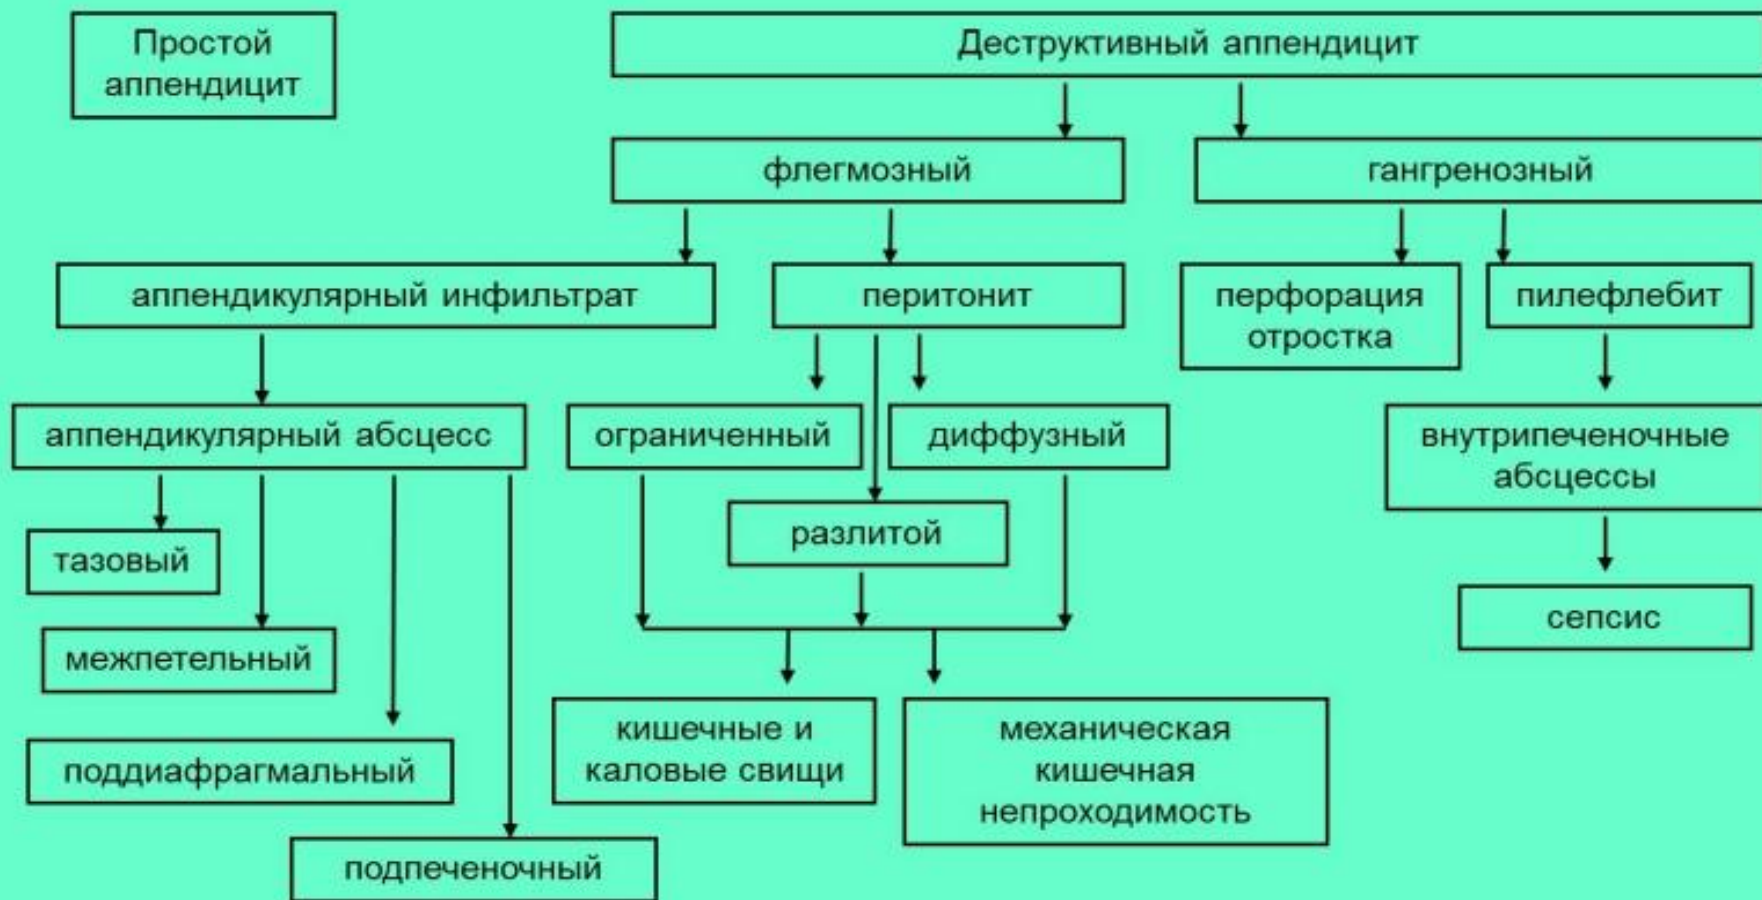 Простой
аппендицит
Деструктивный аппендицит
флегмозный
гангренозный
аппендикулярный инфильтрат
перитонит
перфорация
отростка
пилефлебит
аппендикулярный абсцесс
ограниченный
диффузный
внутрипеченочные
абсцессы
разлитой
тазовый
сепсис
межпетельный
кишечные и
каловые свищи
механическая
кишечная
непроходимость
поддиафрагмальный
подпеченочный